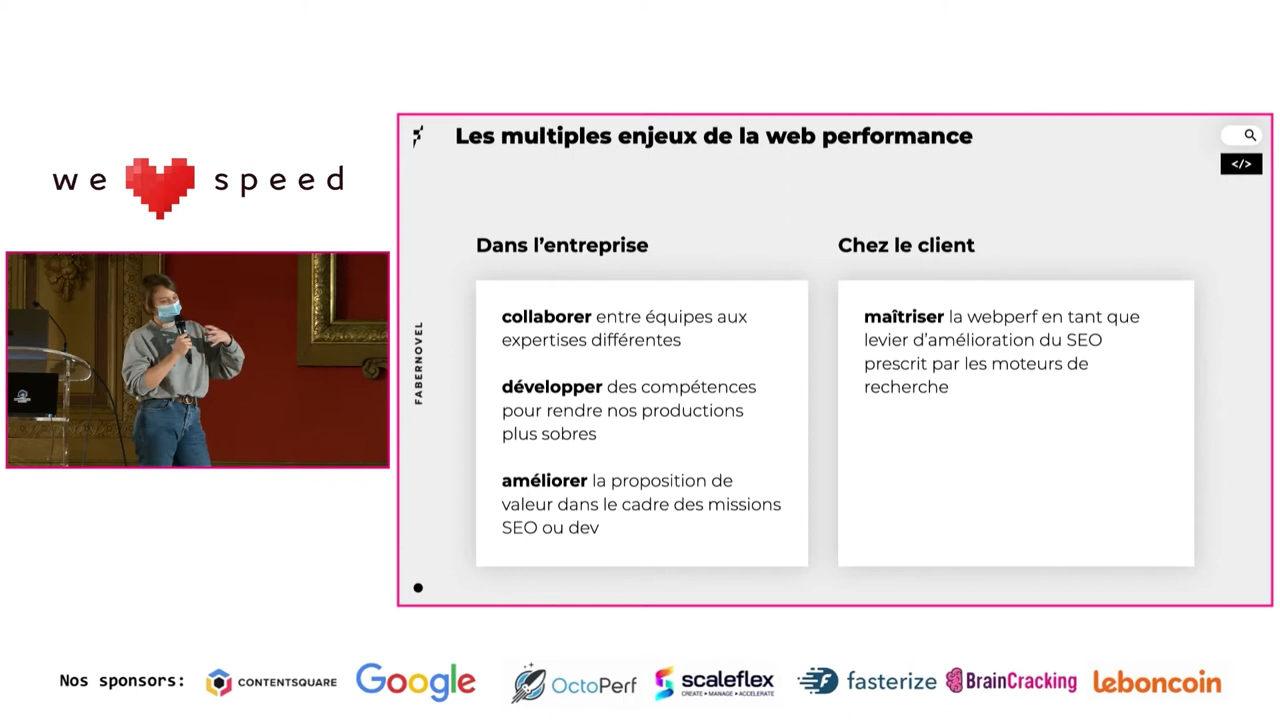 we speed
Les multiples enjeux de la web performance
</>
Dans l’entreprise
collaborer entre équipes aux
expertises différentes
développer des compétences
pour rendre nos productions
plus sobres
améliorer la proposition de
valeur dans le cadre des missions
SEO ou dev
Chez le client
maîtriser la webperf en tant que
levier d’amélioration du SEO
prescrit par les moteurs de
recherche
FABERNOVEL
Nos sponsors:
CONTENTSQUARE
Google
OctoPerf
scaleflex
CREATE • MANAGE • ACCELERATE
fasterize
BrainCracking
leboncoin